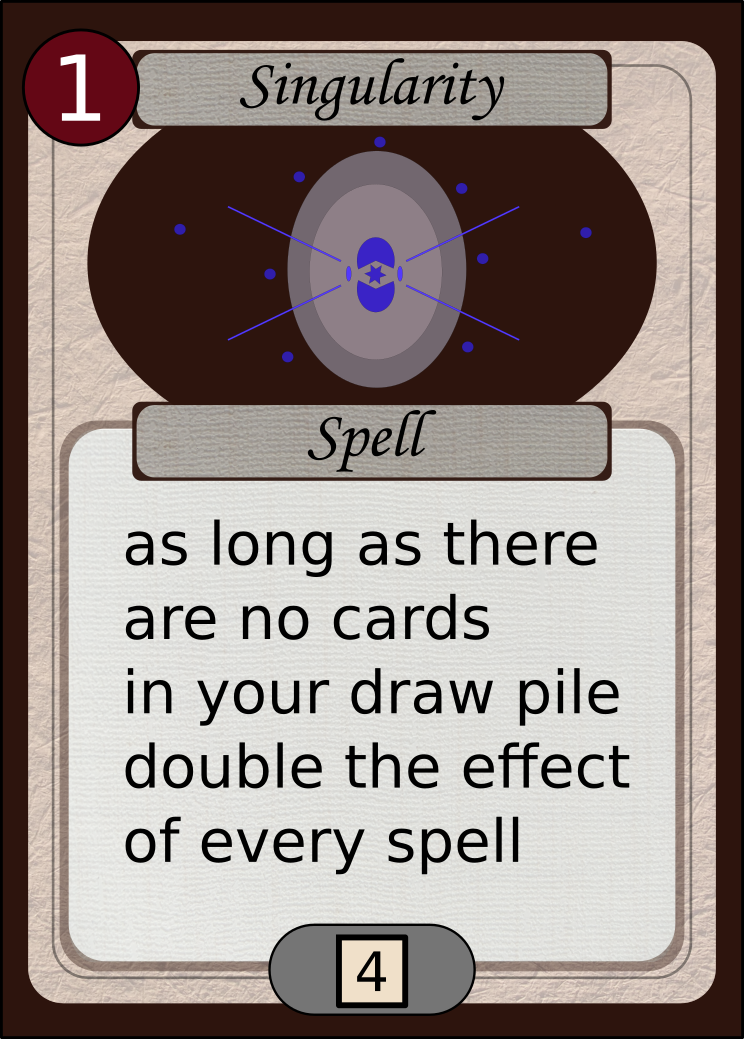 1
Singularity
Spell
as long as there
are no cards
in your draw pile
double the effect
of every spell
4